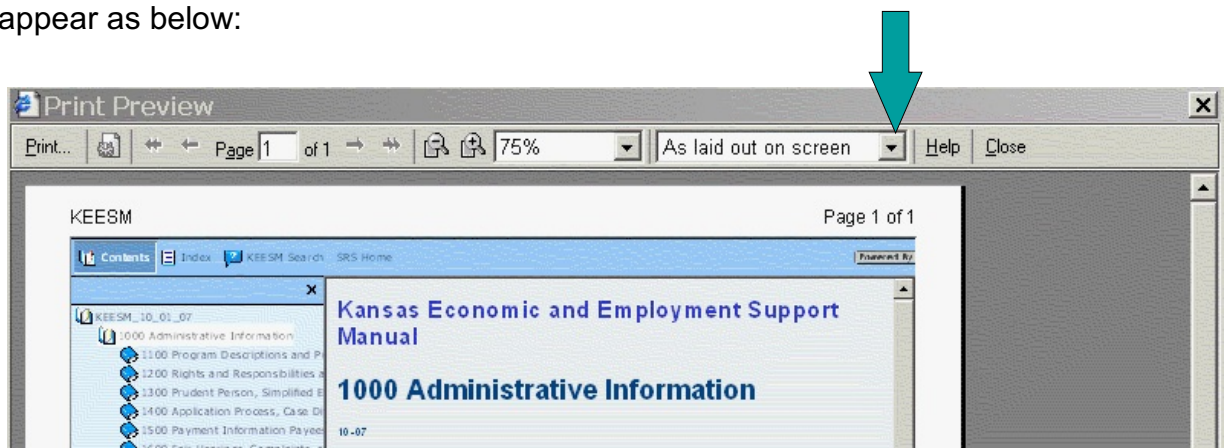 appear as below:
Print Preview
Print... Page 1 of 1 75% As laid out on screen Help Close
KEESM Page 1 of 1
Contents Index KEESM Search SRS Home Powered By
Kansas Economic and Employment Support
Manual
KEESM_10_01_07
1000 Administrative Information
1100 Program Descriptions and
1200 Rights and Responsibilities
1300 Prudent Person, Simplified
1400 Application Process, Case
1500 Payment Information Payee
1000 Administrative Information
10-07